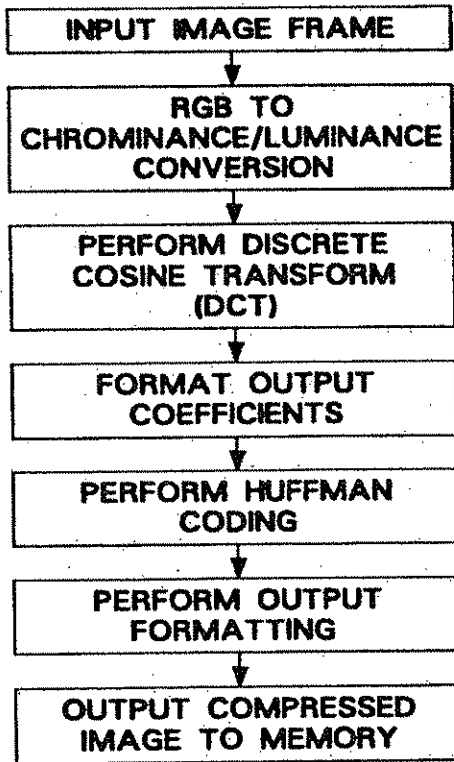 INPUT IMAGE FRAME
RGB TO
CHROMINANCE/LUMINANCE
CONVERSION
PERFORM DISCRETE
COSINE TRANSFORM
(DCT)
FORMAT OUTPUT
COEFFICIENTS
PERFORM HUFFMAN
CODING
PERFORM OUTPUT
FORMATTING
OUTPUT COMPRESSED
IMAGE TO MEMORY